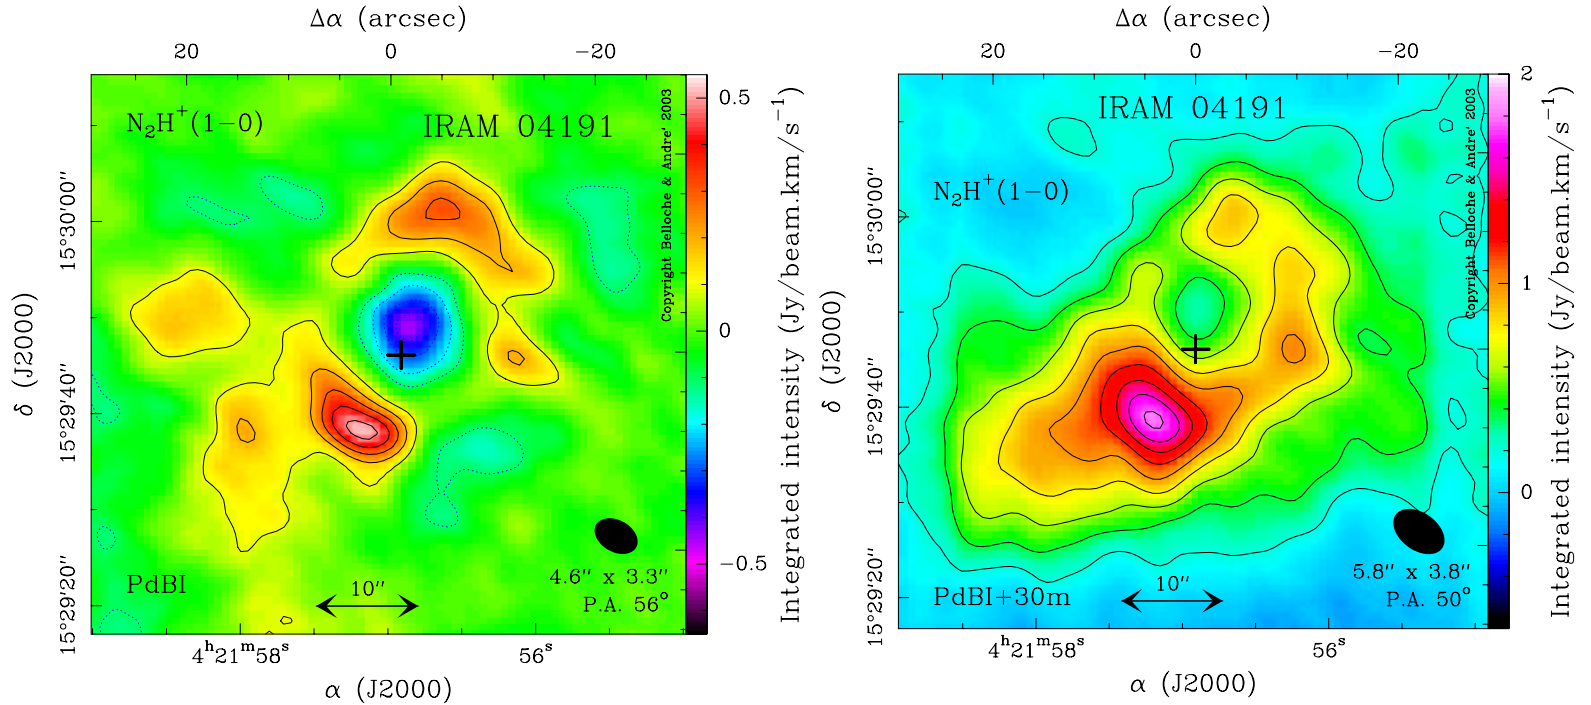 Δα (arcsec)
20 0 −20
N₂H⁺(1−0)
IRAM 04191
Copyright Belloche & Andre' 2003
δ (J2000)
15°30'00"
15°29'40"
15°29'20"
PdBI
10"
4.6" x 3.3"
P.A. 56°
4ʰ21ᵐ58ˢ 56ˢ
α (J2000)
0.5
0
−0.5
Integrated intensity (Jy/beam.km/s⁻¹)
Δα (arcsec)
20 0 −20
IRAM 04191
N₂H⁺(1−0)
Copyright Belloche & Andre' 2003
δ (J2000)
15°30'00"
15°29'40"
15°29'20"
PdBI+30m
10"
5.8" x 3.8"
P.A. 50°
4ʰ21ᵐ58ˢ 56ˢ
α (J2000)
2
1
0
Integrated intensity (Jy/beam.km/s⁻¹)